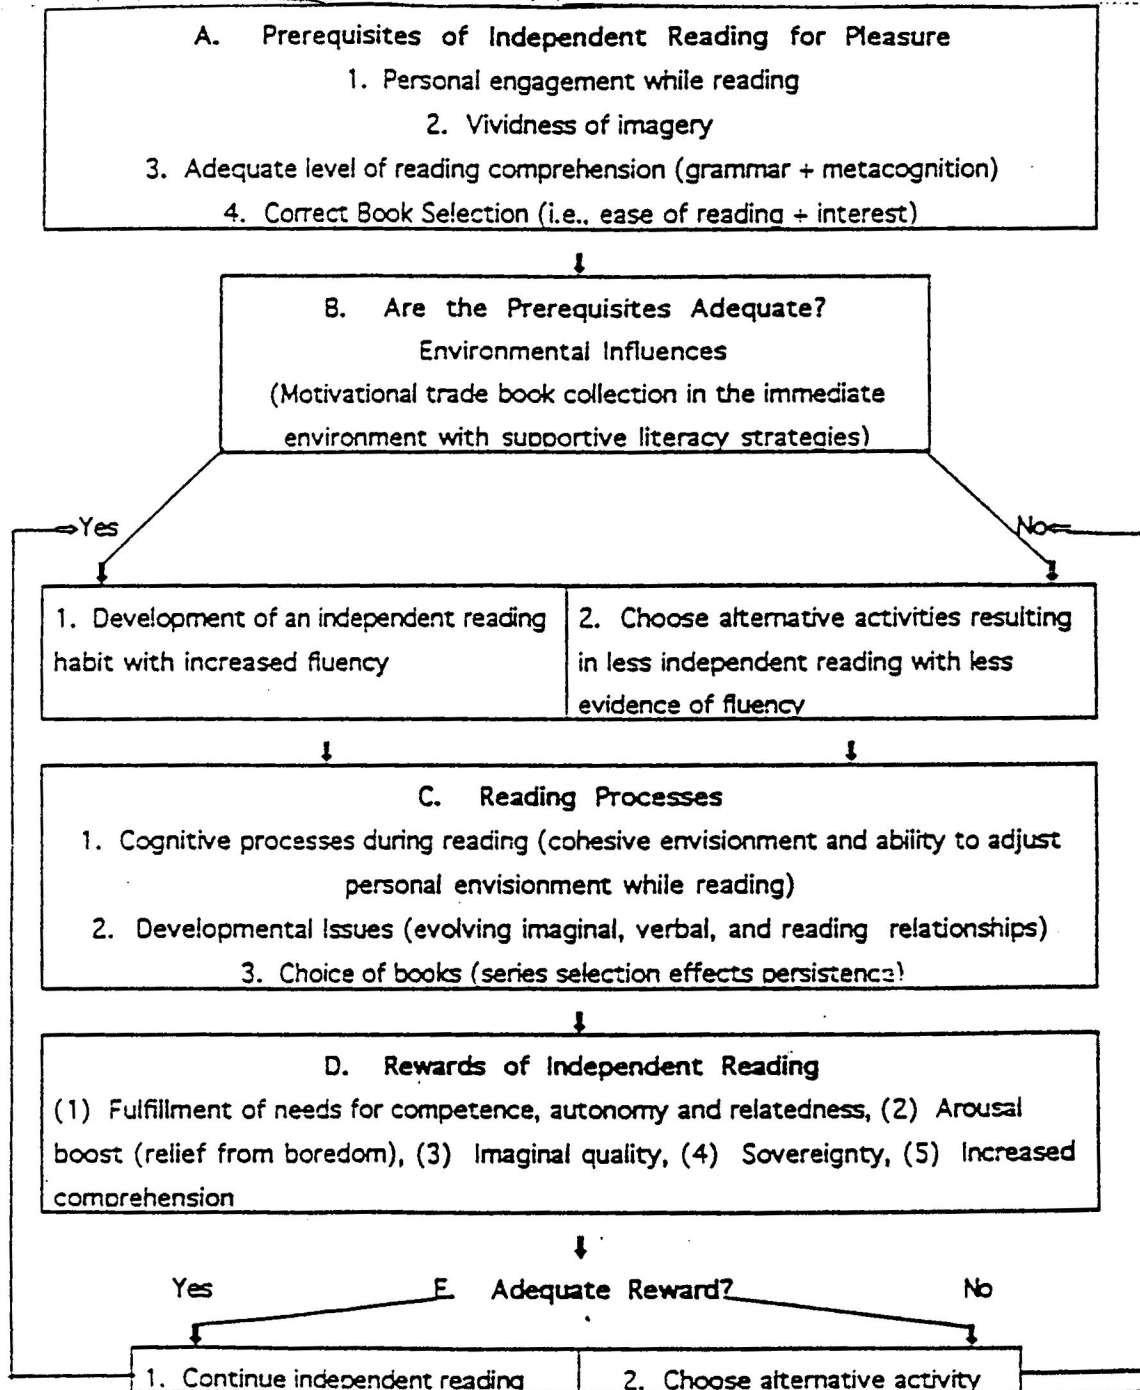 A. Prerequisites of Independent Reading for Pleasure
1. Personal engagement while reading
2. Vividness of imagery
3. Adequate level of reading comprehension (grammar + metacognition)
4. Correct Book Selection (i.e., ease of reading + interest)
B. Are the Prerequisites Adequate?
Environmental Influences
(Motivational trade book collection in the immediate
environment with supportive literacy strategies)
Yes
No
1. Development of an independent reading
habit with increased fluency
2. Choose alternative activities resulting
in less independent reading with less
evidence of fluency
C. Reading Processes
1. Cognitive processes during reading (cohesive envisionment and ability to adjust
personal envisionment while reading)
2. Developmental Issues (evolving imaginal, verbal, and reading relationships)
3. Choice of books (series selection effects persistence)
D. Rewards of Independent Reading
(1) Fulfillment of needs for competence, autonomy and relatedness, (2) Arousal
boost (relief from boredom), (3) Imaginal quality, (4) Sovereignty, (5) Increased
comprehension
Yes
E. Adequate Reward?
No
1. Continue independent reading
2. Choose alternative activity